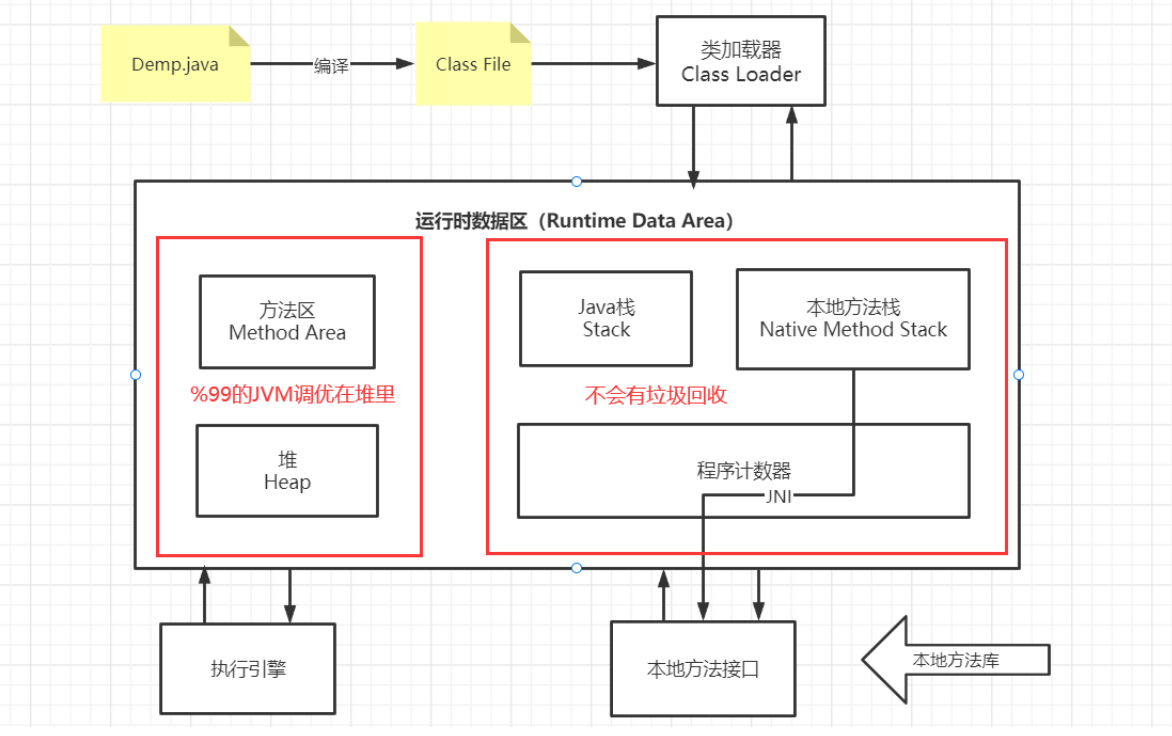 Demp.java
编译
Class File
类加载器
Class Loader
运行时数据区（Runtime Data Area）
方法区
Method Area
%99的JVM调优在堆里
堆
Heap
Java栈
Stack
本地方法栈
Native Method Stack
不会有垃圾回收
程序计数器
JNI
执行引擎
本地方法接口
本地方法库